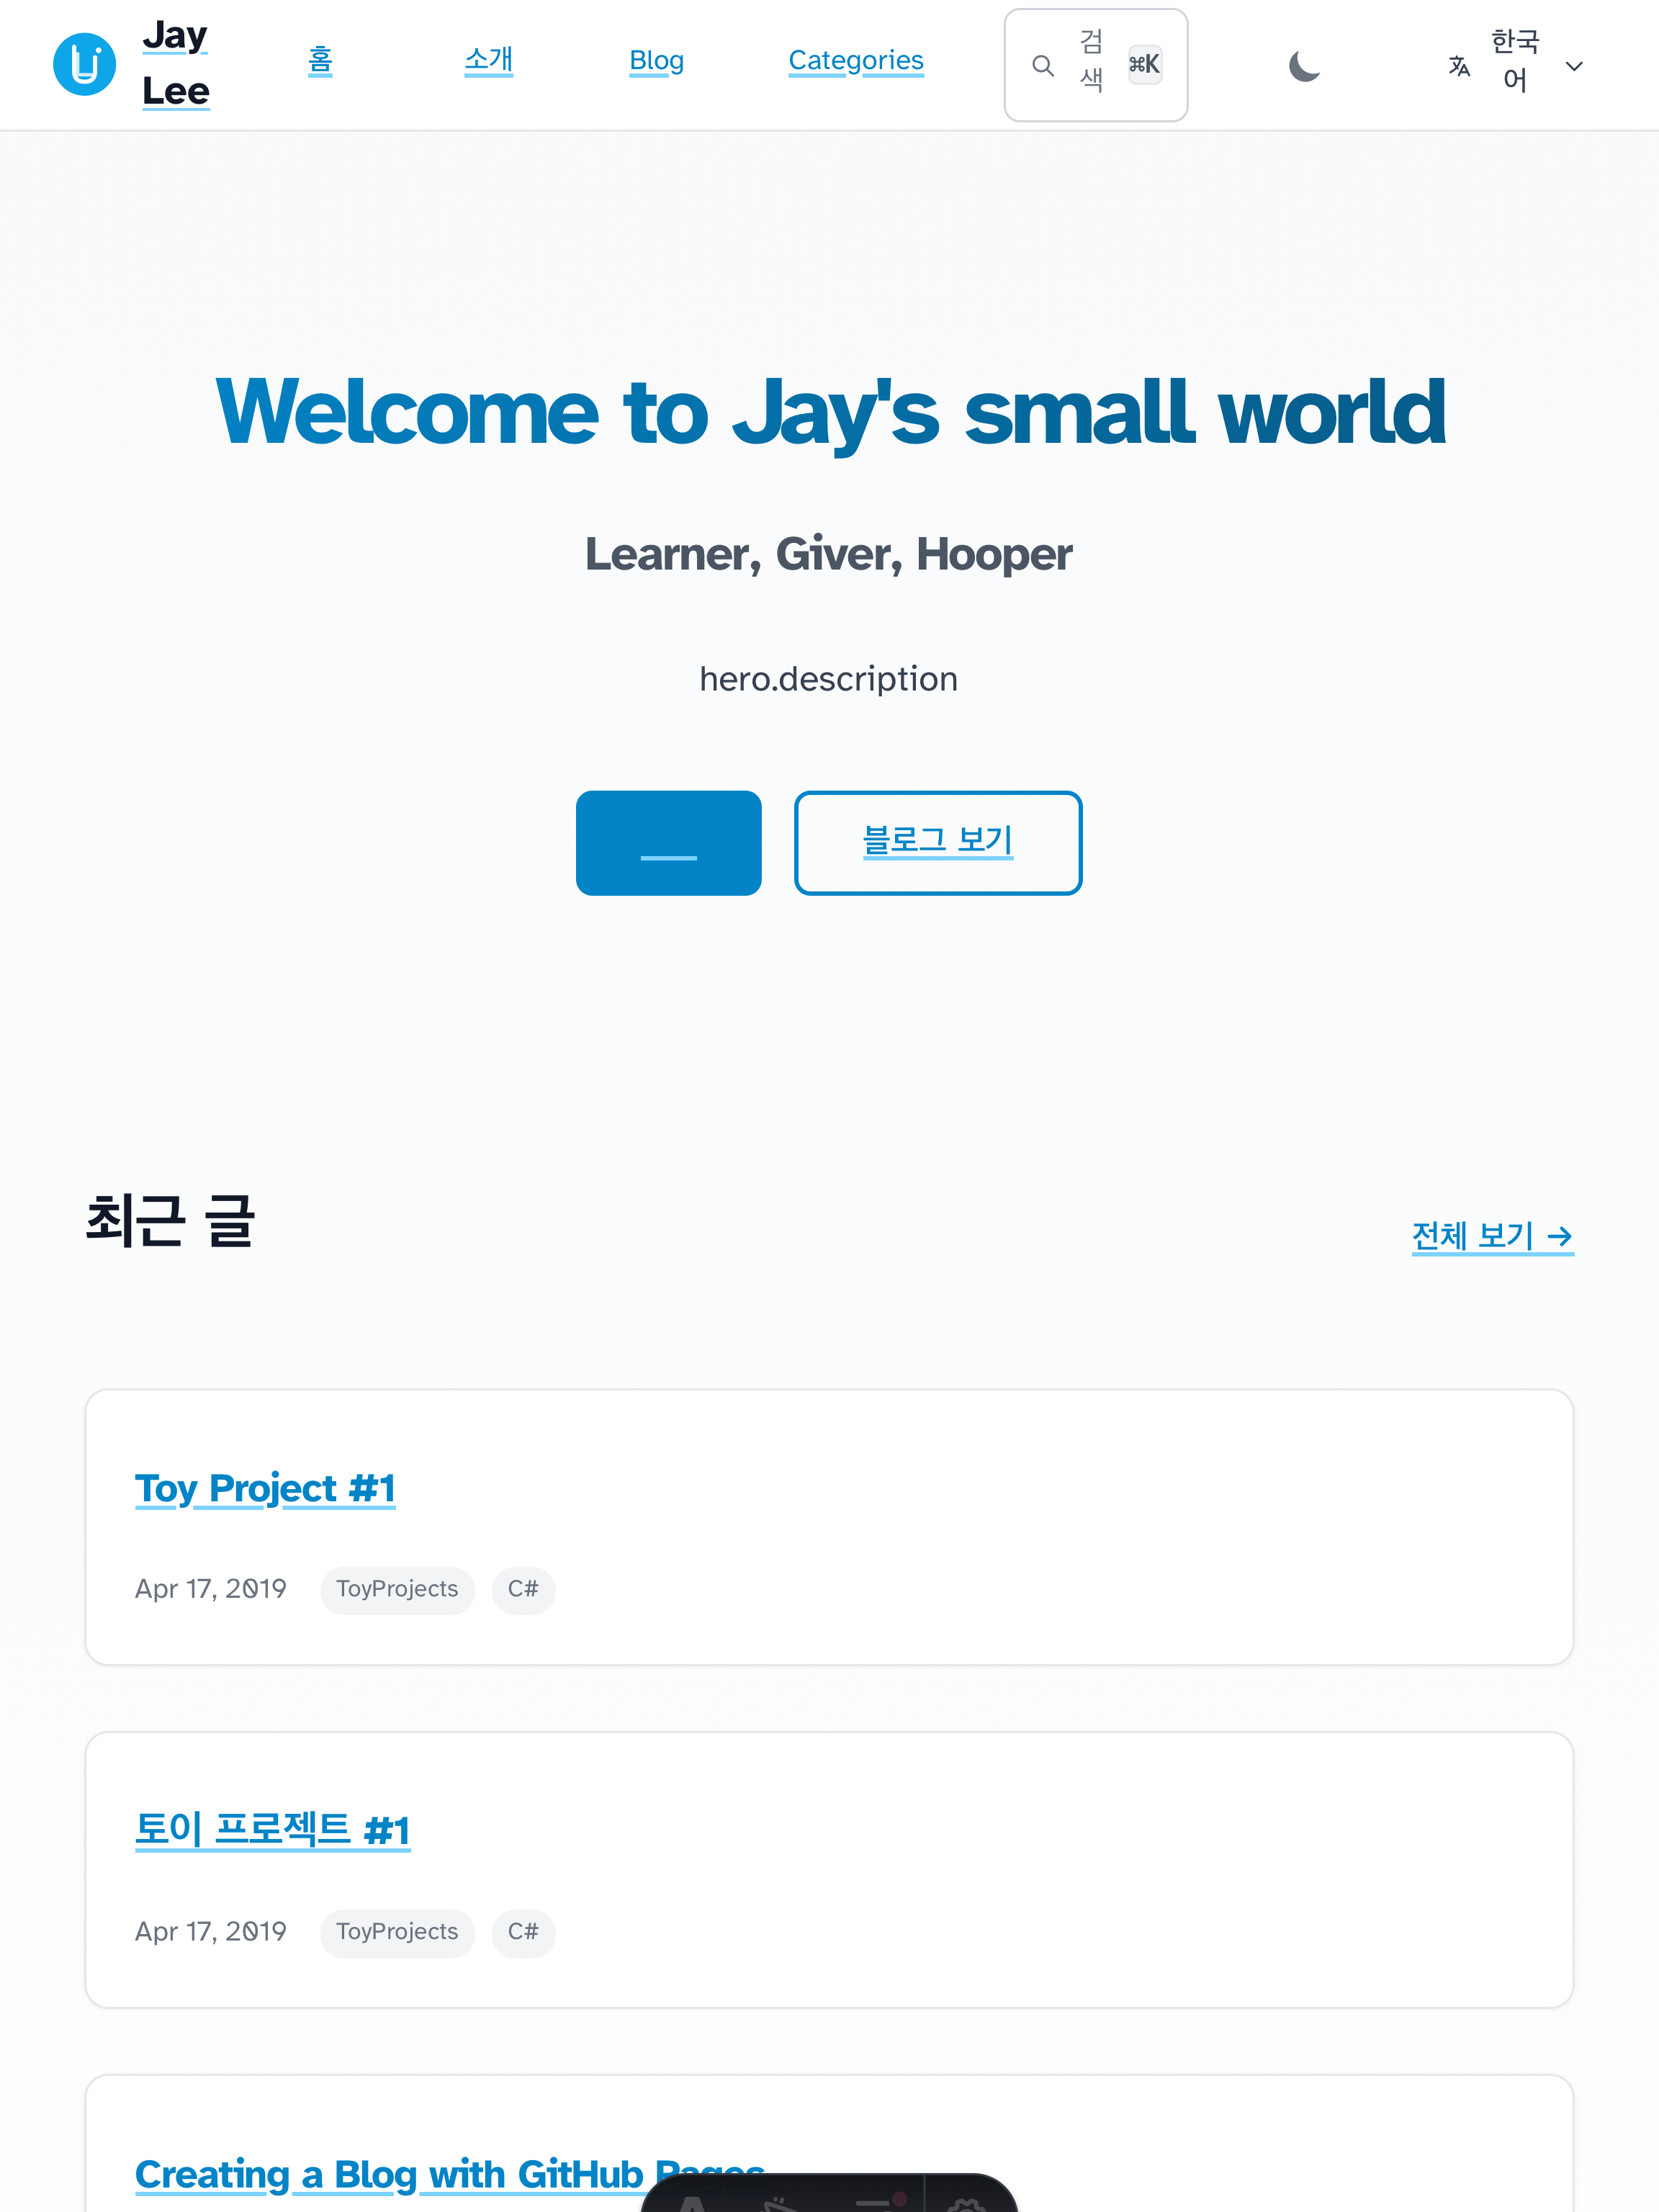 Jay
Lee
홈
소개
Blog
Categories
검
색
⌘K
한국
어
Welcome to Jay's small world
Learner, Giver, Hooper
hero.description
블로그 보기
최근 글
전체 보기 →
Toy Project #1
Apr 17, 2019
ToyProjects
C#
토이 프로젝트 #1
Apr 17, 2019
ToyProjects
C#
Creating a Blog with GitHub Pages